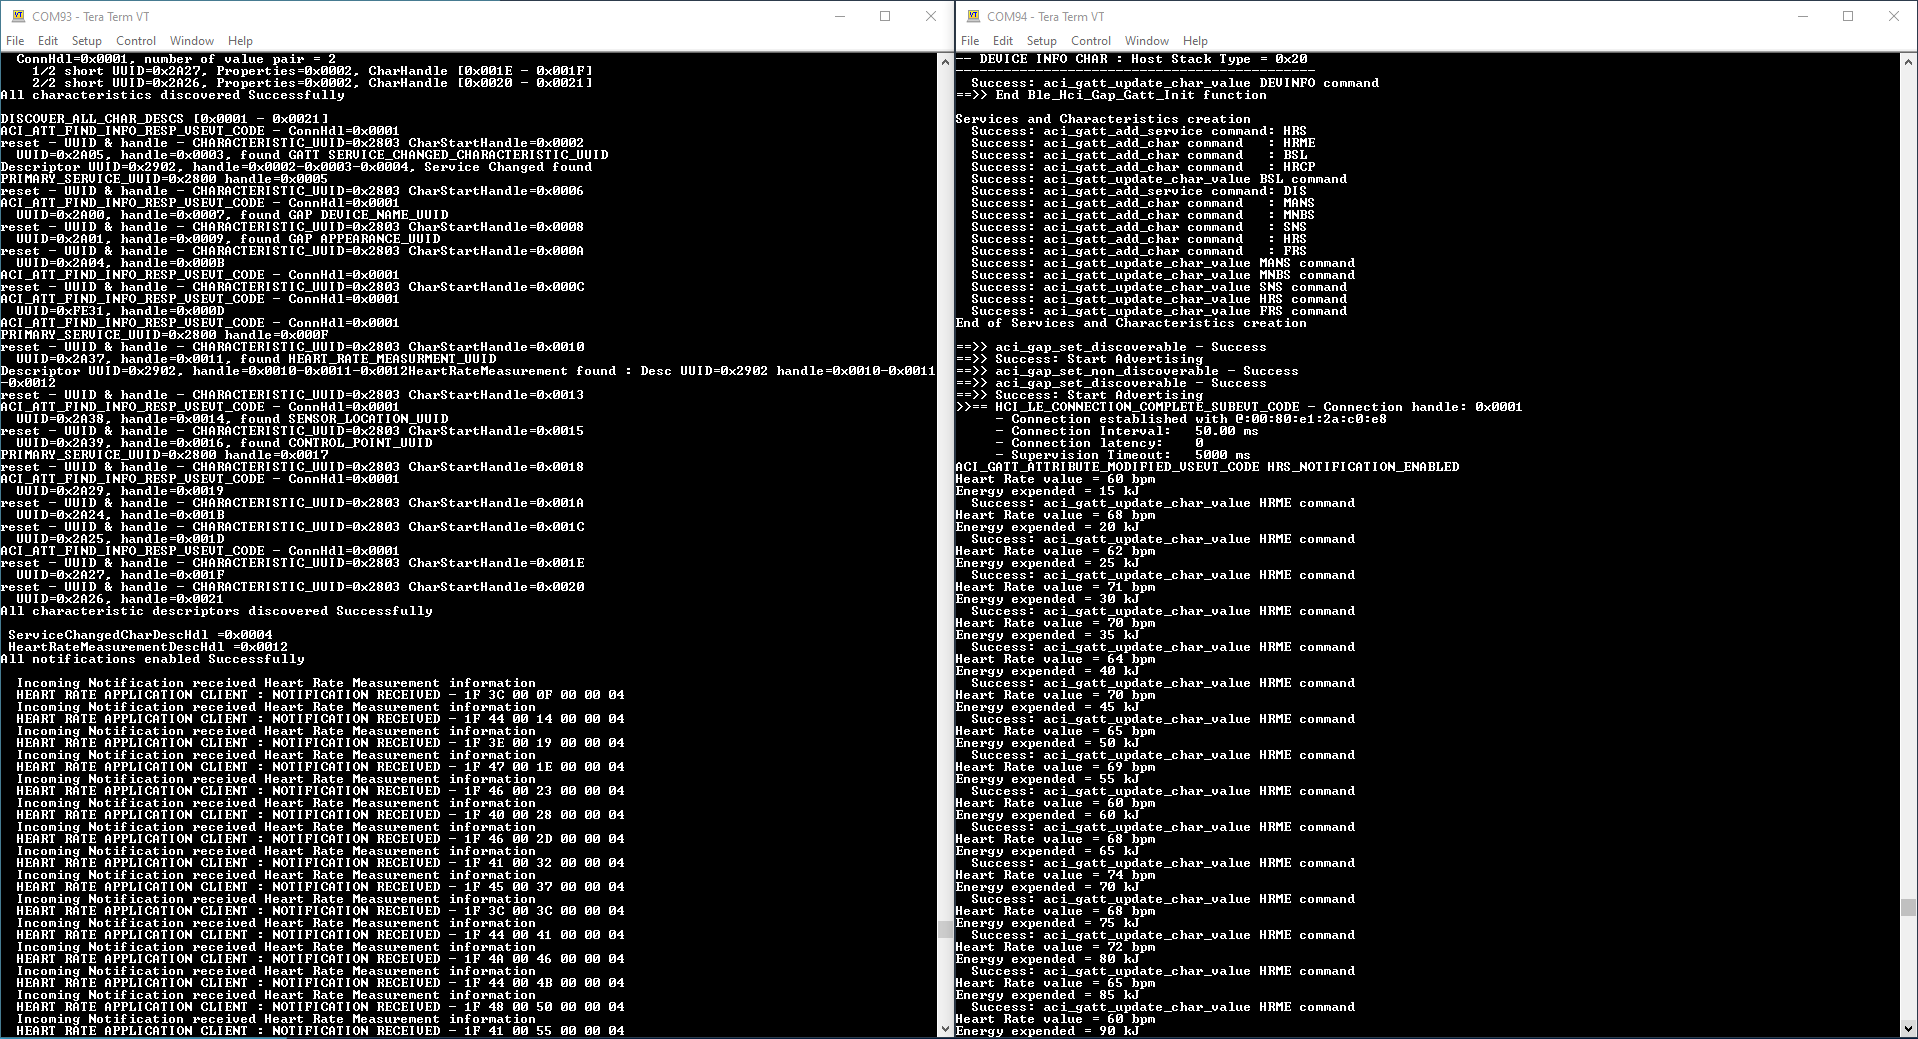 COM93 - Tera Term VT
File Edit Setup Control Window Help
ConnHdl=0x0001, number of value pair = 2
1/2 short UUID=0x2A27, Properties=0x0002, CharHandle [0x001E - 0x001F]
2/2 short UUID=0x2A26, Properties=0x0002, CharHandle [0x0020 - 0x0021]
All characteristics discovered Successfully
DISCOVER_ALL_CHAR_DESCS [0x0001 - 0x0021]
ACI_ATT_FIND_INFO_RESP_VSEVT_CODE - ConnHdl=0x0001
reset - UUID & handle - CHARACTERISTIC_UUID=0x2803 CharStartHandle=0x0002
UUID=0x2A05, handle=0x0003, found GATT_SERVICE_CHANGED_CHARACTERISTIC_UUID
Descriptor UUID=0x2902, handle=0x0002-0x0003-0x0004, Service Changed found
PRIMARY_SERVICE_UUID=0x2800 handle=0x0005
reset - UUID & handle - CHARACTERISTIC_UUID=0x2803 CharStartHandle=0x0006
ACI_ATT_FIND_INFO_RESP_VSEVT_CODE - ConnHdl=0x0001
UUID=0x2A00, handle=0x0007, found GAP_DEVICE_NAME_UUID
reset - UUID & handle - CHARACTERISTIC_UUID=0x2803 CharStartHandle=0x0008
UUID=0x2A01, handle=0x0009, found GAP_APPEARANCE_UUID
reset - UUID & handle - CHARACTERISTIC_UUID=0x2803 CharStartHandle=0x000A
UUID=0x2A04, handle=0x000B
ACI_ATT_FIND_INFO_RESP_VSEVT_CODE - ConnHdl=0x0001
reset - UUID & handle - CHARACTERISTIC_UUID=0x2803 CharStartHandle=0x000C
ACI_ATT_FIND_INFO_RESP_VSEVT_CODE - ConnHdl=0x0001
UUID=0xFE31, handle=0x000D
ACI_ATT_FIND_INFO_RESP_VSEVT_CODE - ConnHdl=0x0001
PRIMARY_SERVICE_UUID=0x2800 handle=0x000F
reset - UUID & handle - CHARACTERISTIC_UUID=0x2803 CharStartHandle=0x0010
UUID=0x2A37, handle=0x0011, found HEART_RATE_MEASURMENT_UUID
Descriptor UUID=0x2902, handle=0x0010-0x0011-0x0012HeartRateMeasurement found : Desc UUID=0x2902 handle=0x0010-0x0011
-0x0012
reset - UUID & handle - CHARACTERISTIC_UUID=0x2803 CharStartHandle=0x0013
ACI_ATT_FIND_INFO_RESP_VSEVT_CODE - ConnHdl=0x0001
UUID=0x2A38, handle=0x0014, found SENSOR_LOCATION_UUID
reset - UUID & handle - CHARACTERISTIC_UUID=0x2803 CharStartHandle=0x0015
UUID=0x2A39, handle=0x0016, found CONTROL_POINT_UUID
PRIMARY_SERVICE_UUID=0x2800 handle=0x0017
reset - UUID & handle - CHARACTERISTIC_UUID=0x2803 CharStartHandle=0x0018
ACI_ATT_FIND_INFO_RESP_VSEVT_CODE - ConnHdl=0x0001
UUID=0x2A29, handle=0x0019
reset - UUID & handle - CHARACTERISTIC_UUID=0x2803 CharStartHandle=0x001A
UUID=0x2A24, handle=0x001B
reset - UUID & handle - CHARACTERISTIC_UUID=0x2803 CharStartHandle=0x001C
UUID=0x2A25, handle=0x001D
ACI_ATT_FIND_INFO_RESP_VSEVT_CODE - ConnHdl=0x0001
reset - UUID & handle - CHARACTERISTIC_UUID=0x2803 CharStartHandle=0x001E
UUID=0x2A27, handle=0x001F
reset - UUID & handle - CHARACTERISTIC_UUID=0x2803 CharStartHandle=0x0020
UUID=0x2A26, handle=0x0021
All characteristic descriptors discovered Successfully
ServiceChangedCharDescHdl =0x0004
HeartRateMeasurementDescHdl =0x0012
All notifications enabled Successfully
Incoming Notification received Heart Rate Measurement information
HEART RATE APPLICATION CLIENT : NOTIFICATION RECEIVED - 1F 3C 00 0F 00 00 04
Incoming Notification received Heart Rate Measurement information
HEART RATE APPLICATION CLIENT : NOTIFICATION RECEIVED - 1F 44 00 14 00 00 04
Incoming Notification received Heart Rate Measurement information
HEART RATE APPLICATION CLIENT : NOTIFICATION RECEIVED - 1F 3E 00 19 00 00 04
Incoming Notification received Heart Rate Measurement information
HEART RATE APPLICATION CLIENT : NOTIFICATION RECEIVED - 1F 47 00 1E 00 00 04
Incoming Notification received Heart Rate Measurement information
HEART RATE APPLICATION CLIENT : NOTIFICATION RECEIVED - 1F 46 00 23 00 00 04
Incoming Notification received Heart Rate Measurement information
HEART RATE APPLICATION CLIENT : NOTIFICATION RECEIVED - 1F 40 00 28 00 00 04
Incoming Notification received Heart Rate Measurement information
HEART RATE APPLICATION CLIENT : NOTIFICATION RECEIVED - 1F 46 00 2D 00 00 04
Incoming Notification received Heart Rate Measurement information
HEART RATE APPLICATION CLIENT : NOTIFICATION RECEIVED - 1F 41 00 32 00 00 04
Incoming Notification received Heart Rate Measurement information
HEART RATE APPLICATION CLIENT : NOTIFICATION RECEIVED - 1F 45 00 37 00 00 04
Incoming Notification received Heart Rate Measurement information
HEART RATE APPLICATION CLIENT : NOTIFICATION RECEIVED - 1F 3C 00 3C 00 00 04
Incoming Notification received Heart Rate Measurement information
HEART RATE APPLICATION CLIENT : NOTIFICATION RECEIVED - 1F 44 00 41 00 00 04
Incoming Notification received Heart Rate Measurement information
HEART RATE APPLICATION CLIENT : NOTIFICATION RECEIVED - 1F 4A 00 46 00 00 04
Incoming Notification received Heart Rate Measurement information
HEART RATE APPLICATION CLIENT : NOTIFICATION RECEIVED - 1F 44 00 4B 00 00 04
Incoming Notification received Heart Rate Measurement information
HEART RATE APPLICATION CLIENT : NOTIFICATION RECEIVED - 1F 48 00 50 00 00 04
Incoming Notification received Heart Rate Measurement information
HEART RATE APPLICATION CLIENT : NOTIFICATION RECEIVED - 1F 41 00 55 00 00 04
COM94 - Tera Term VT
File Edit Setup Control Window Help
-- DEVICE INFO CHAR : Host Stack Type = 0x20
---------------------------------------------
Success: aci_gatt_update_char_value DEVINFO command
==>> End Ble_Hci_Gap_Gatt_Init function
Services and Characteristics creation
Success: aci_gatt_add_service command: HRS
Success: aci_gatt_add_char command : HRME
Success: aci_gatt_add_char command : BSL
Success: aci_gatt_add_char command : HRCP
Success: aci_gatt_update_char_value BSL command
Success: aci_gatt_add_service command: DIS
Success: aci_gatt_add_char command : MANS
Success: aci_gatt_add_char command : MNBS
Success: aci_gatt_add_char command : SNS
Success: aci_gatt_add_char command : HRS
Success: aci_gatt_add_char command : FRS
Success: aci_gatt_update_char_value MANS command
Success: aci_gatt_update_char_value MNBS command
Success: aci_gatt_update_char_value SNS command
Success: aci_gatt_update_char_value HRS command
Success: aci_gatt_update_char_value FRS command
End of Services and Characteristics creation
==>> aci_gap_set_discoverable - Success
==>> Success: Start Advertising
==>> aci_gap_set_non_discoverable - Success
==>> aci_gap_set_discoverable - Success
==>> Success: Start Advertising
>>== HCI_LE_CONNECTION_COMPLETE_SUBEVT_CODE - Connection handle: 0x0001
- Connection established with @:00:80:e1:2a:c0:e8
- Connection Interval: 50.00 ms
- Connection latency: 0
- Supervision Timeout: 5000 ms
ACI_GATT_ATTRIBUTE_MODIFIED_VSEVT_CODE HRS_NOTIFICATION_ENABLED
Heart Rate value = 60 bpm
Energy expended = 15 kJ
Success: aci_gatt_update_char_value HRME command
Heart Rate value = 68 bpm
Energy expended = 20 kJ
Success: aci_gatt_update_char_value HRME command
Heart Rate value = 62 bpm
Energy expended = 25 kJ
Success: aci_gatt_update_char_value HRME command
Heart Rate value = 71 bpm
Energy expended = 30 kJ
Success: aci_gatt_update_char_value HRME command
Heart Rate value = 70 bpm
Energy expended = 35 kJ
Success: aci_gatt_update_char_value HRME command
Heart Rate value = 64 bpm
Energy expended = 40 kJ
Success: aci_gatt_update_char_value HRME command
Heart Rate value = 70 bpm
Energy expended = 45 kJ
Success: aci_gatt_update_char_value HRME command
Heart Rate value = 65 bpm
Energy expended = 50 kJ
Success: aci_gatt_update_char_value HRME command
Heart Rate value = 69 bpm
Energy expended = 55 kJ
Success: aci_gatt_update_char_value HRME command
Heart Rate value = 60 bpm
Energy expended = 60 kJ
Success: aci_gatt_update_char_value HRME command
Heart Rate value = 68 bpm
Energy expended = 65 kJ
Success: aci_gatt_update_char_value HRME command
Heart Rate value = 74 bpm
Energy expended = 70 kJ
Success: aci_gatt_update_char_value HRME command
Heart Rate value = 68 bpm
Energy expended = 75 kJ
Success: aci_gatt_update_char_value HRME command
Heart Rate value = 72 bpm
Energy expended = 80 kJ
Success: aci_gatt_update_char_value HRME command
Heart Rate value = 65 bpm
Energy expended = 85 kJ
Success: aci_gatt_update_char_value HRME command
Heart Rate value = 60 bpm
Energy expended = 90 kJ